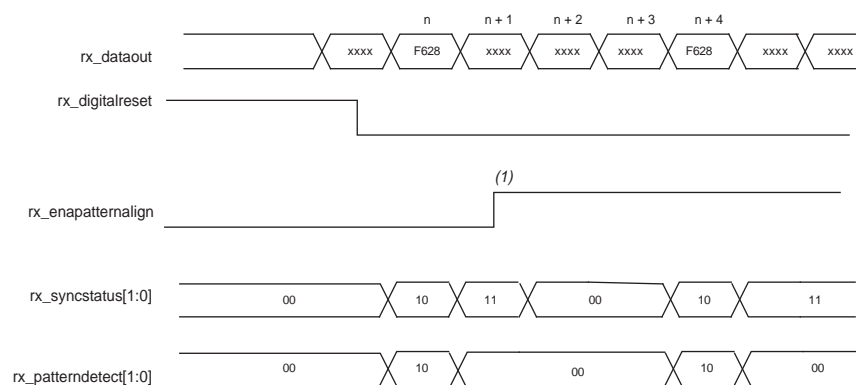 n n + 1 n + 2 n + 3 n + 4
rx_dataout xxxx F628 xxxx xxxx xxxx F628 xxxx xxxx
rx_digitalreset
(1)
rx_enapatternalign
rx_syncstatus[1:0] 00 10 11 00 10 11
rx_patterndetect[1:0] 00 10 00 10 00